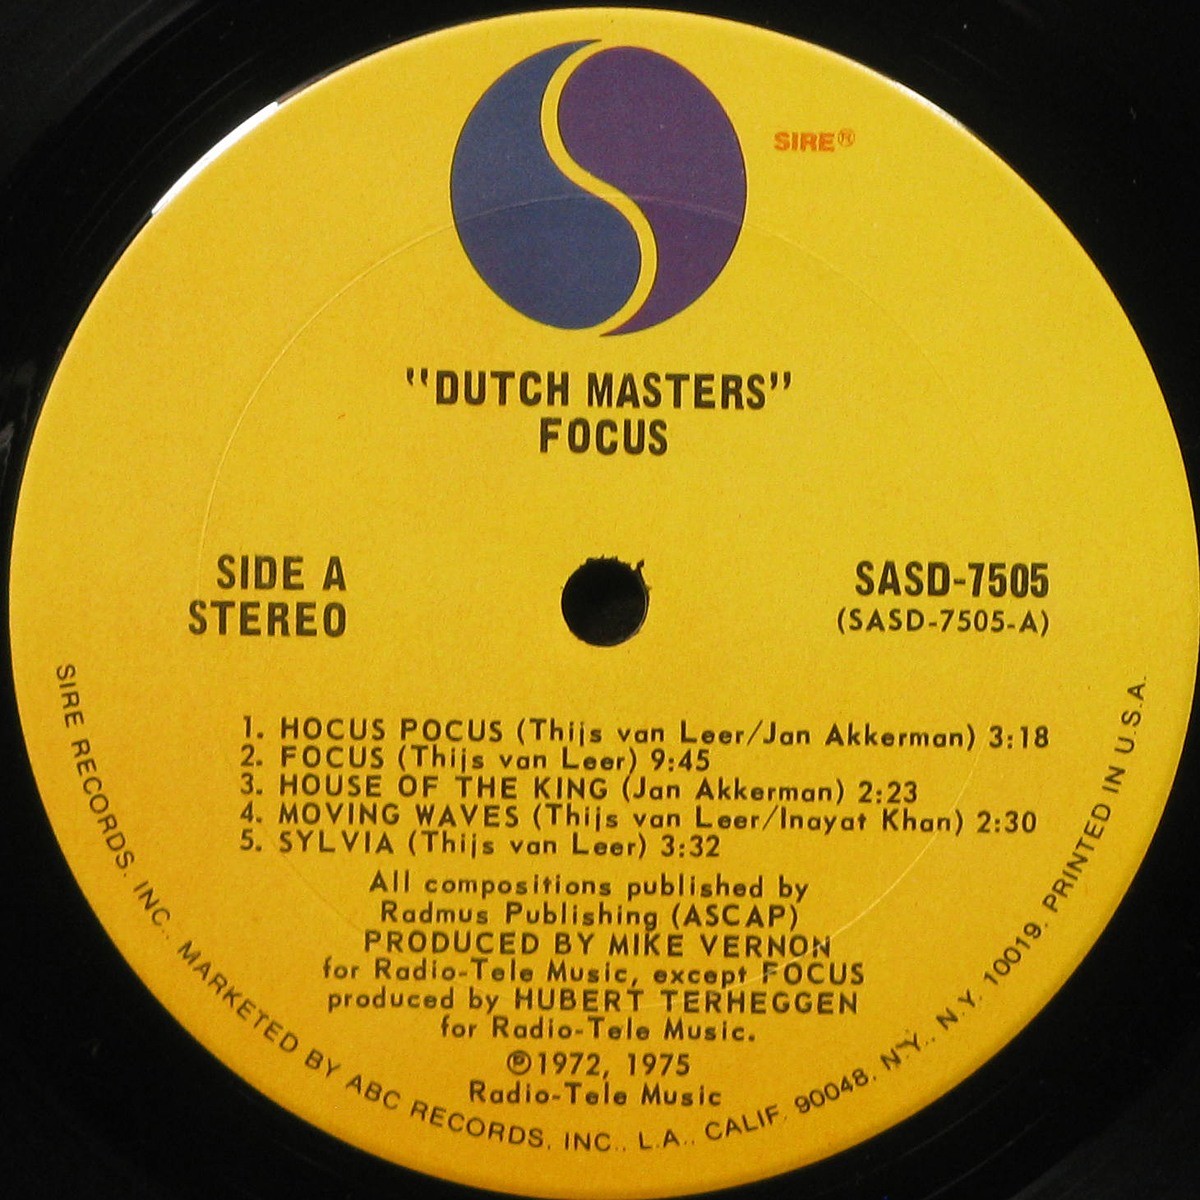 SIRE®
"DUTCH MASTERS"
FOCUS
SIDE A
STEREO
SASD-7505
(SASD-7505-A)
1. HOCUS POCUS (Thijs van Leer/Jan Akkerman) 3:18
2. FOCUS (Thijs van Leer) 9:45
3. HOUSE OF THE KING (Jan Akkerman) 2:23
4. MOVING WAVES (Thijs van Leer/Inayat Khan) 2:30
5. SYLVIA (Thijs van Leer) 3:32
All compositions published by
Radmus Publishing (ASCAP)
PRODUCED BY MIKE VERNON
for Radio-Tele Music, except FOCUS
produced by HUBERT TERHEGGEN
for Radio-Tele Music.
℗1972, 1975
Radio-Tele Music
SIRE RECORDS, INC., MARKETED BY ABC RECORDS, INC., L.A., CALIF. 90048. N.Y., N.Y. 10019. PRINTED IN U.S.A.